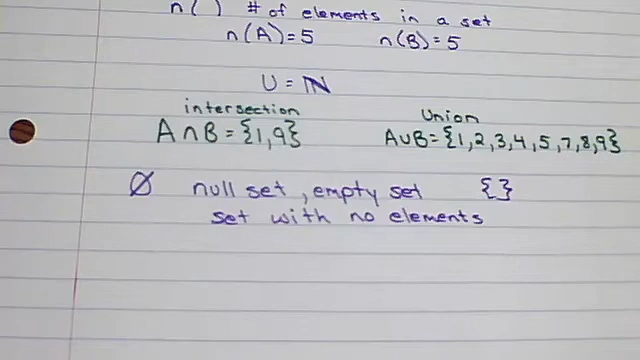 n( ) # of elements in a set
n(A)=5 n(B)=5
U = ℕ
intersection Union
A∩B = {1,9} A∪B={1,2,3,4,5,7,8,9}
∅ null set, empty set { }
set with no elements